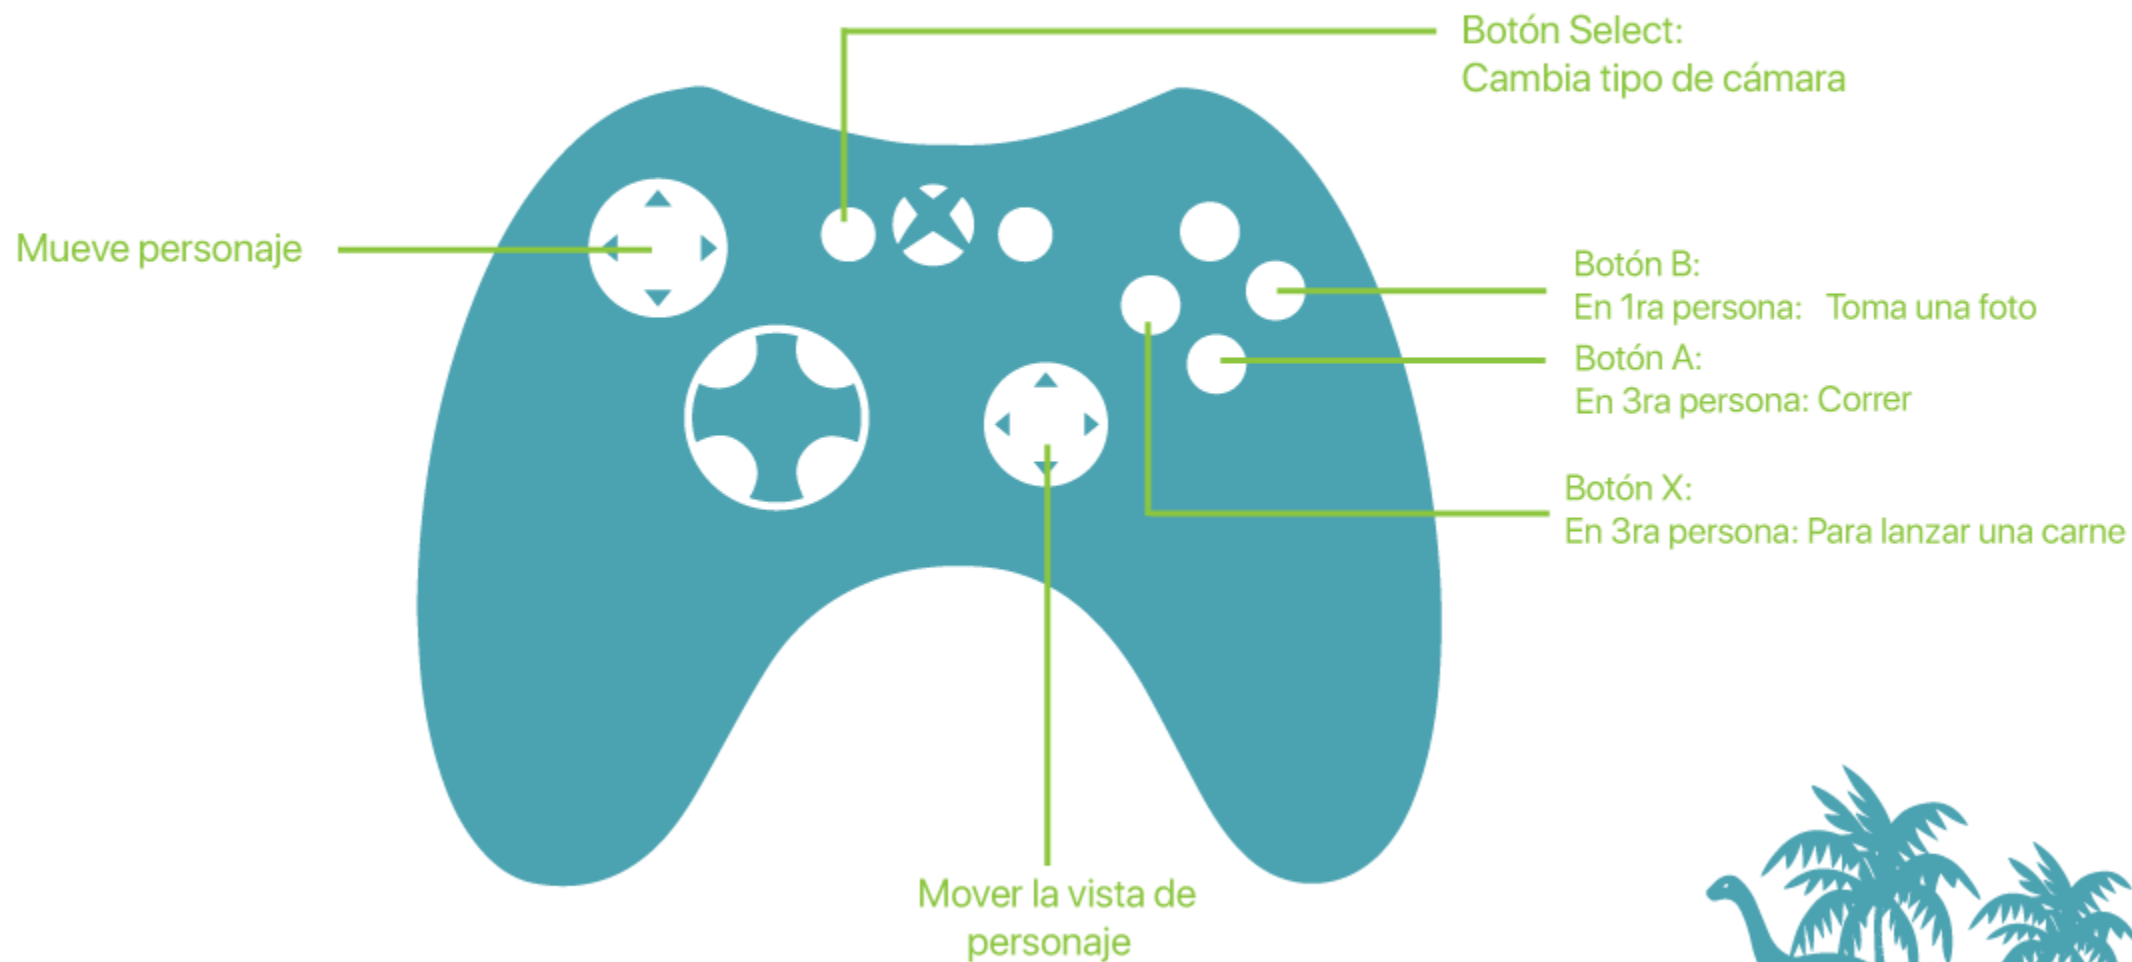 Botón Select:
Cambia tipo de cámara
Mueve personaje
Botón B:
En 1ra persona: Toma una foto
Botón A:
En 3ra persona: Correr
Botón X:
En 3ra persona: Para lanzar una carne
Mover la vista de
personaje